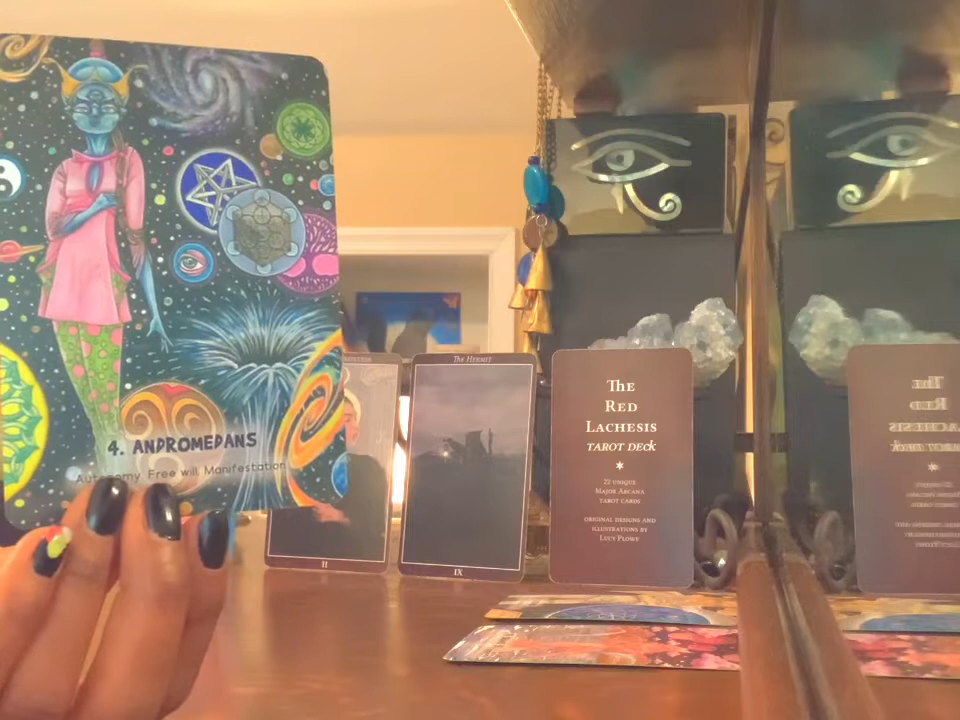 4. ANDROMEDANS
Autonomy. Free will. Manifestation
II
The Hermit
IX
The
Red
Lachesis
TAROT DECK
22 UNIQUE
MAJOR ARCANA
TAROT CARDS
ORIGINAL DESIGNS AND
ILLUSTRATIONS BY
LUCY PLOWE